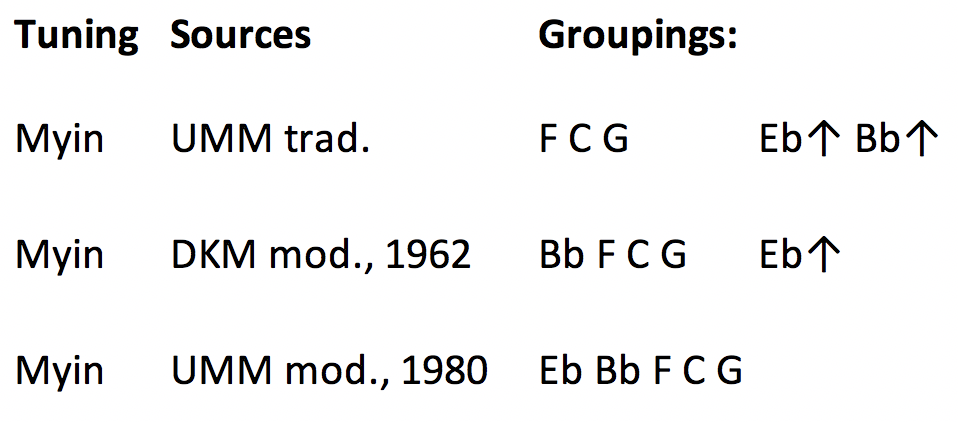 Tuning Sources Groupings:
Myin UMM trad. F C G Eb↑ Bb↑
Myin DKM mod., 1962 Bb F C G Eb↑
Myin UMM mod., 1980 Eb Bb F C G